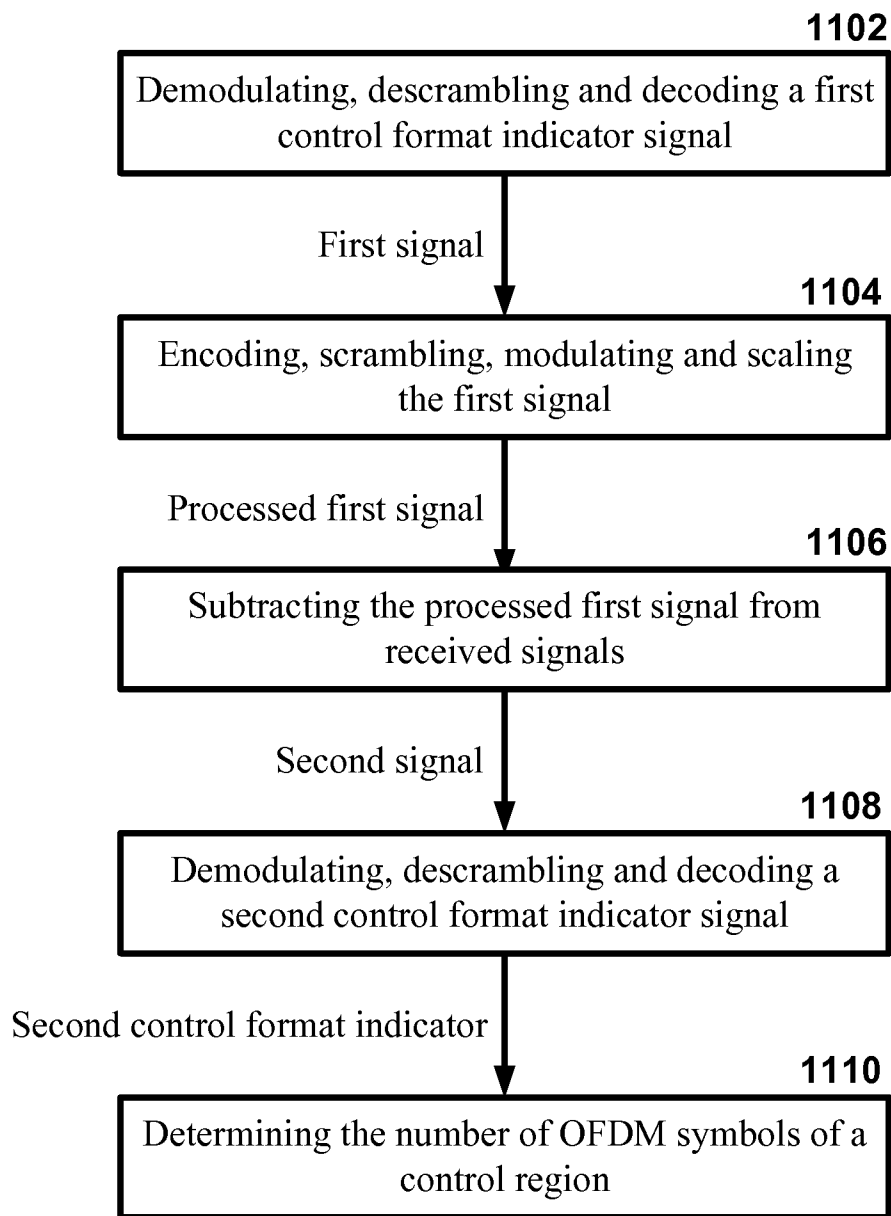 1102
Demodulating, descrambling and decoding a first
control format indicator signal
First signal
1104
Encoding, scrambling, modulating and scaling
the first signal
Processed first signal
1106
Subtracting the processed first signal from
received signals
Second signal
1108
Demodulating, descrambling and decoding a
second control format indicator signal
Second control format indicator
1110
Determining the number of OFDM symbols of a
control region